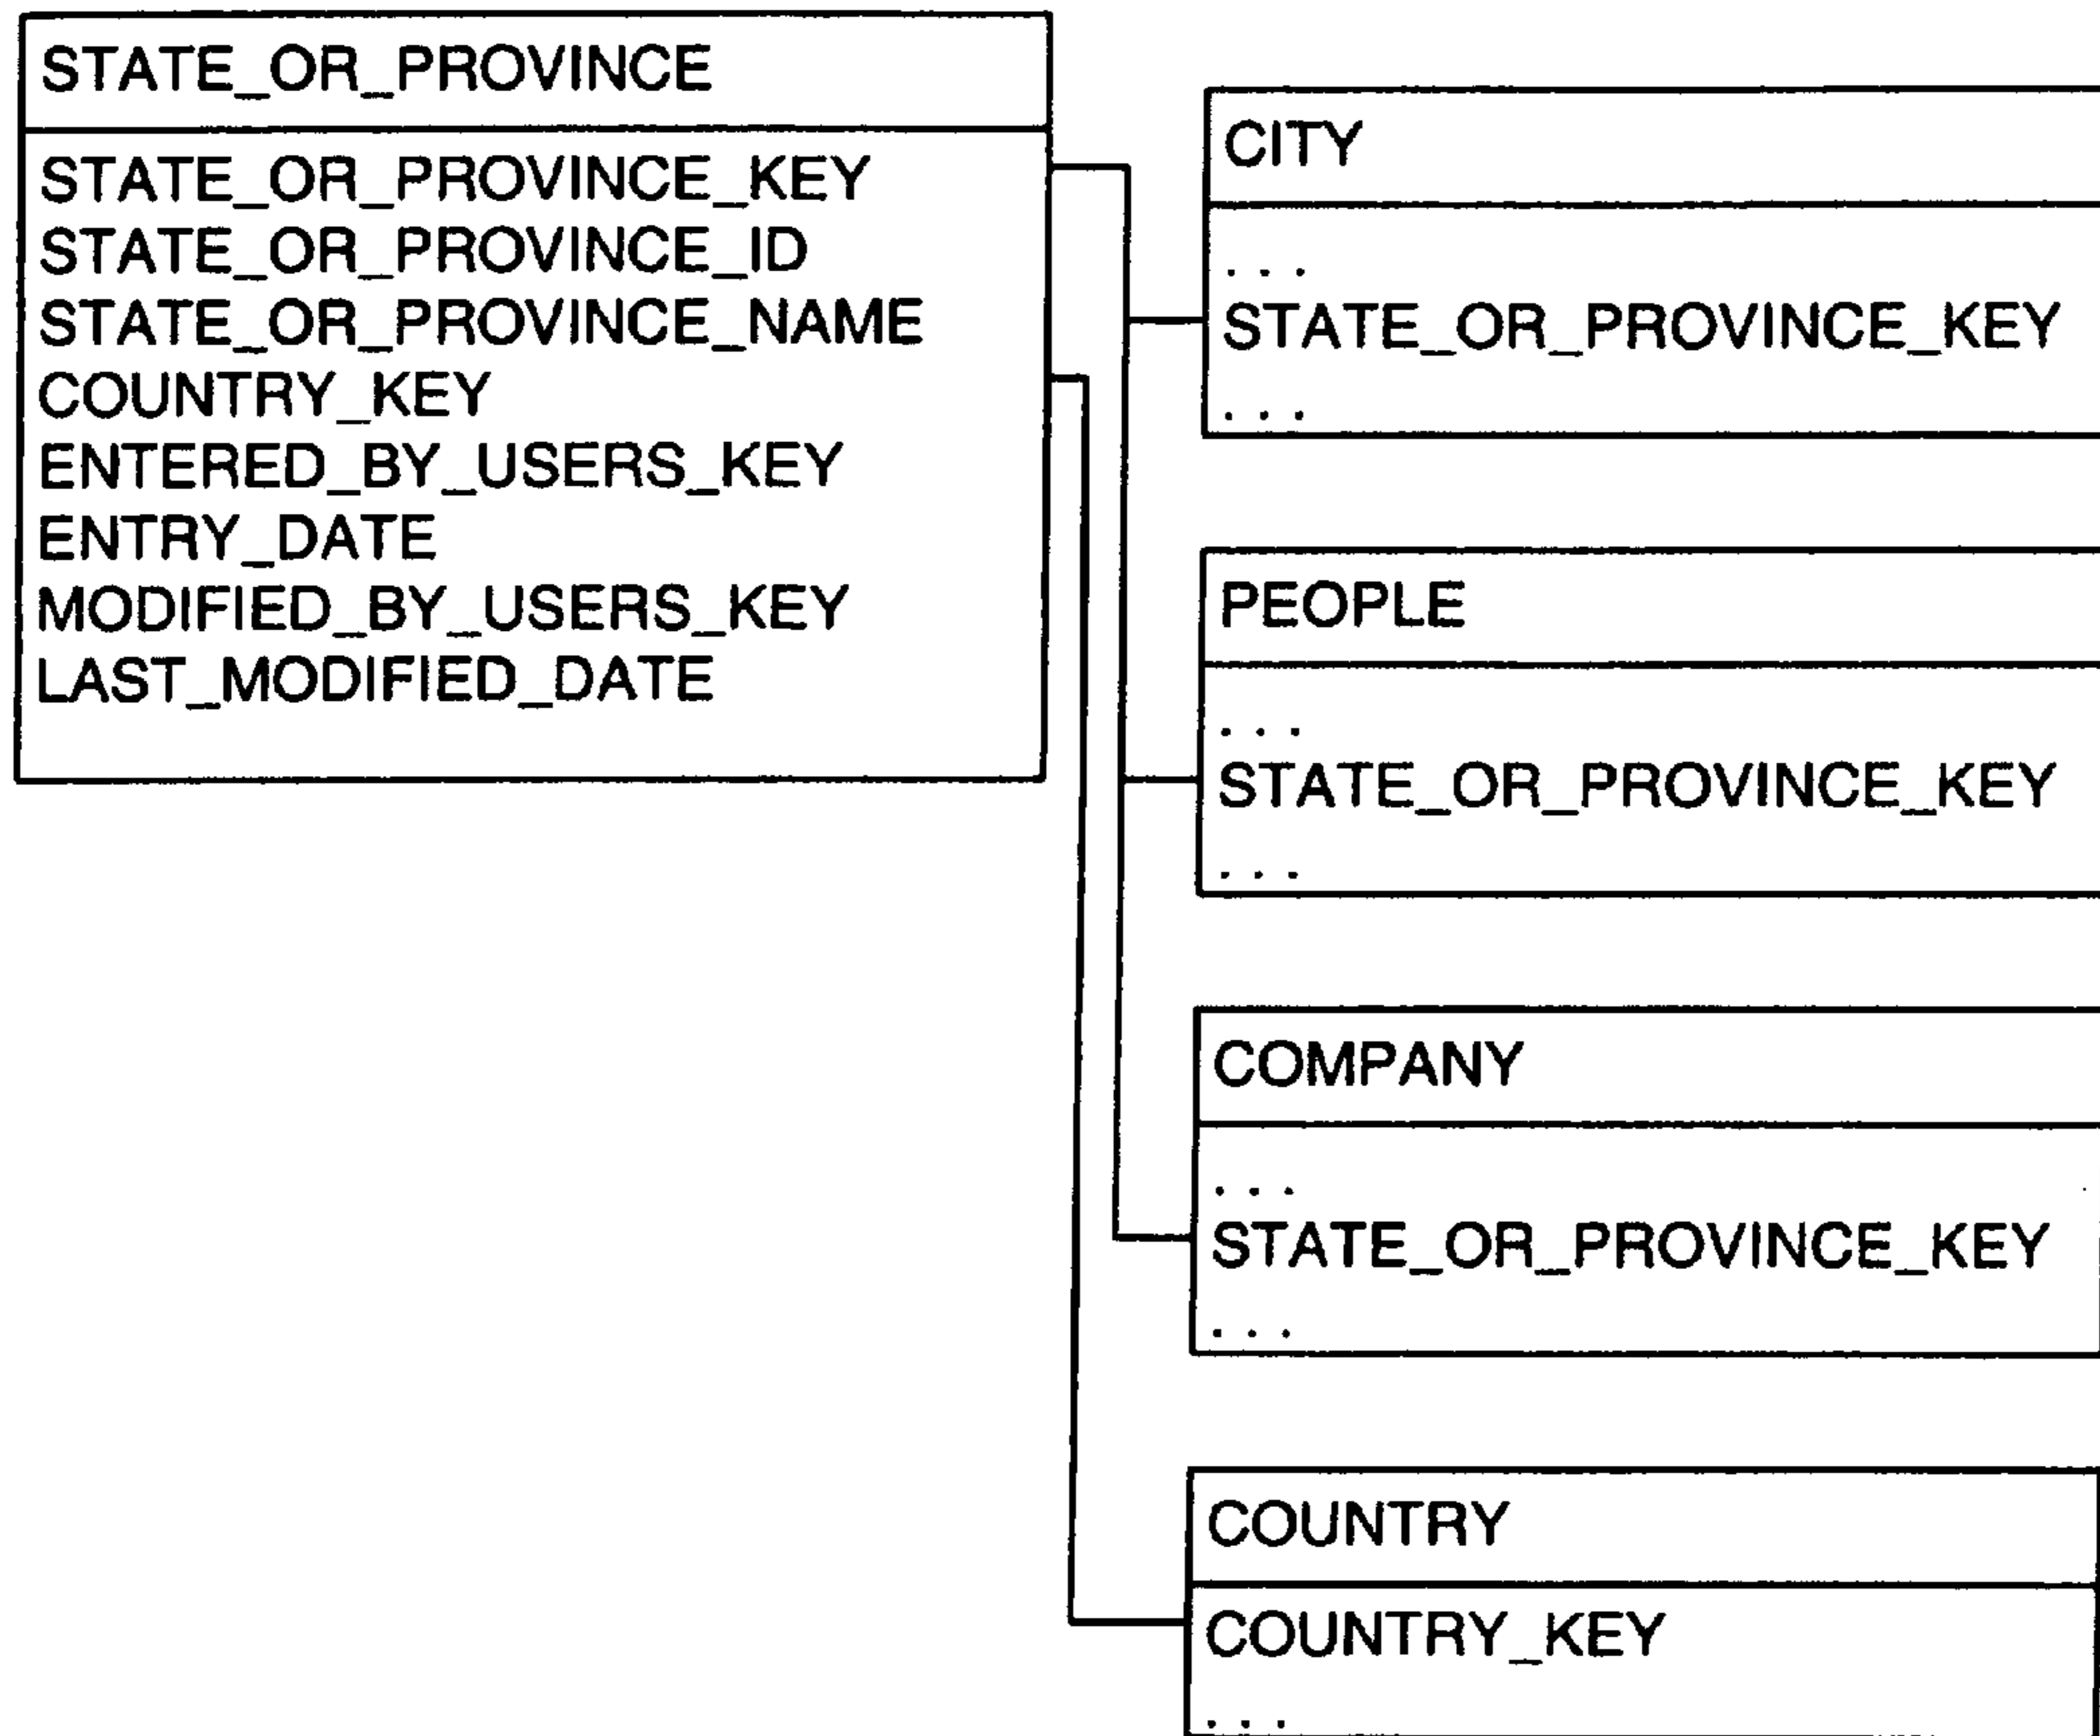 STATE_OR_PROVINCE
STATE_OR_PROVINCE_KEY
STATE_OR_PROVINCE_ID
STATE_OR_PROVINCE_NAME
COUNTRY_KEY
ENTERED_BY_USERS_KEY
ENTRY_DATE
MODIFIED_BY_USERS_KEY
LAST_MODIFIED_DATE
CITY
. . .
STATE_OR_PROVINCE_KEY
. . .
PEOPLE
. . .
STATE_OR_PROVINCE_KEY
. . .
COMPANY
. . .
STATE_OR_PROVINCE_KEY
. . .
COUNTRY
COUNTRY_KEY
. . .